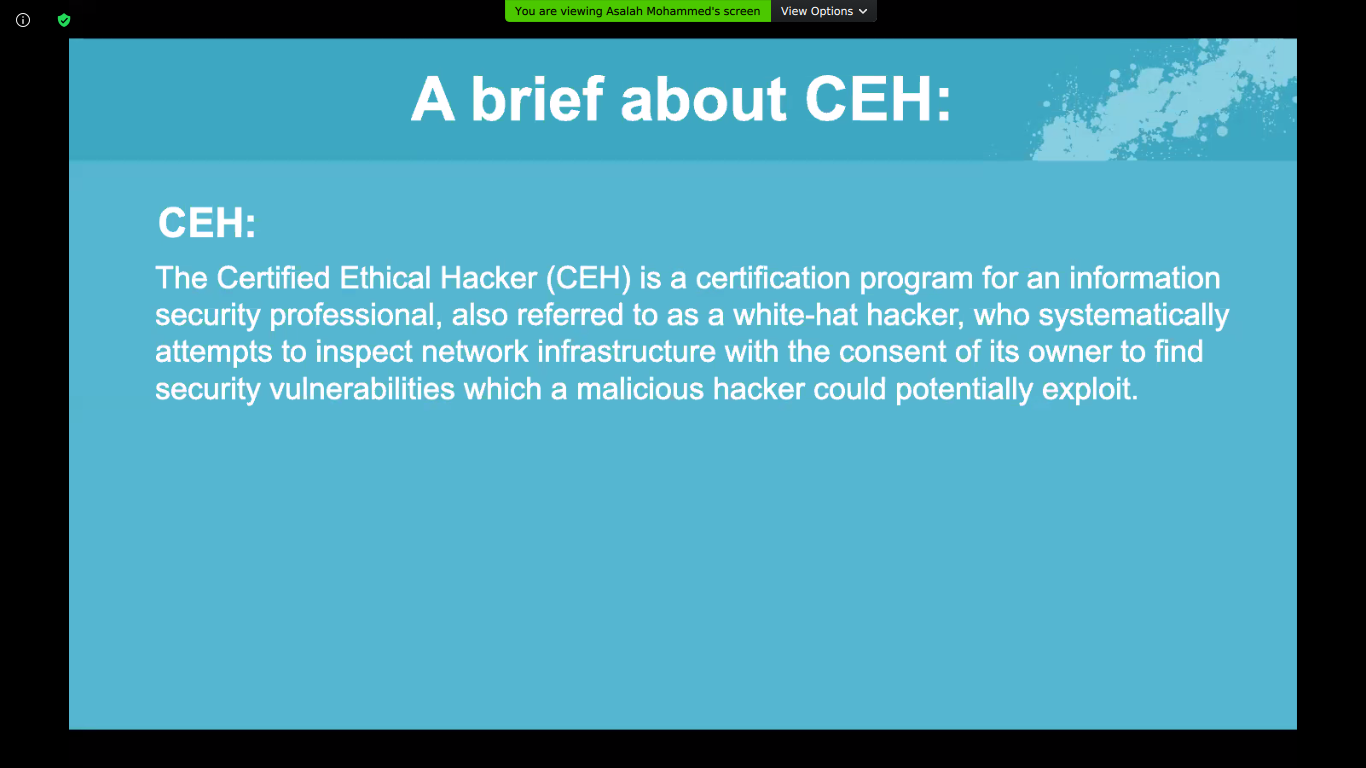 You are viewing Asalah Mohammed's screen View Options
A brief about CEH:
CEH:
The Certified Ethical Hacker (CEH) is a certification program for an information
security professional, also referred to as a white-hat hacker, who systematically
attempts to inspect network infrastructure with the consent of its owner to find
security vulnerabilities which a malicious hacker could potentially exploit.